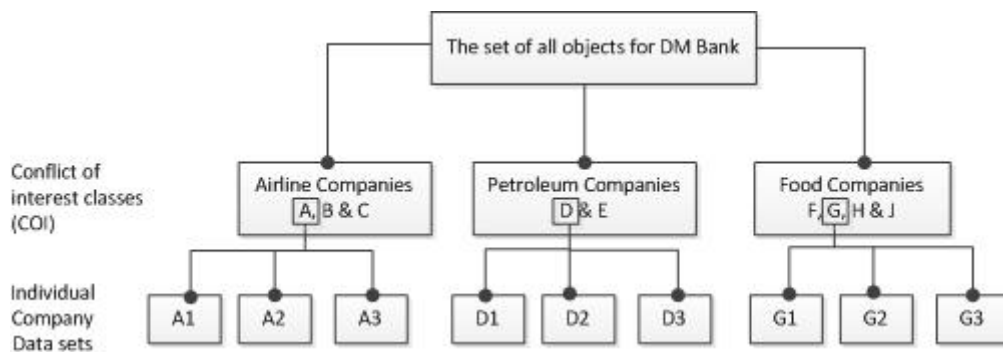 The set of all objects for DM Bank
Conflict of
interest classes
(COI)
Airline Companies
A, B & C
Petroleum Companies
D & E
Food Companies
F, G, H & J
Individual
Company
Data sets
A1
A2
A3
D1
D2
D3
G1
G2
G3